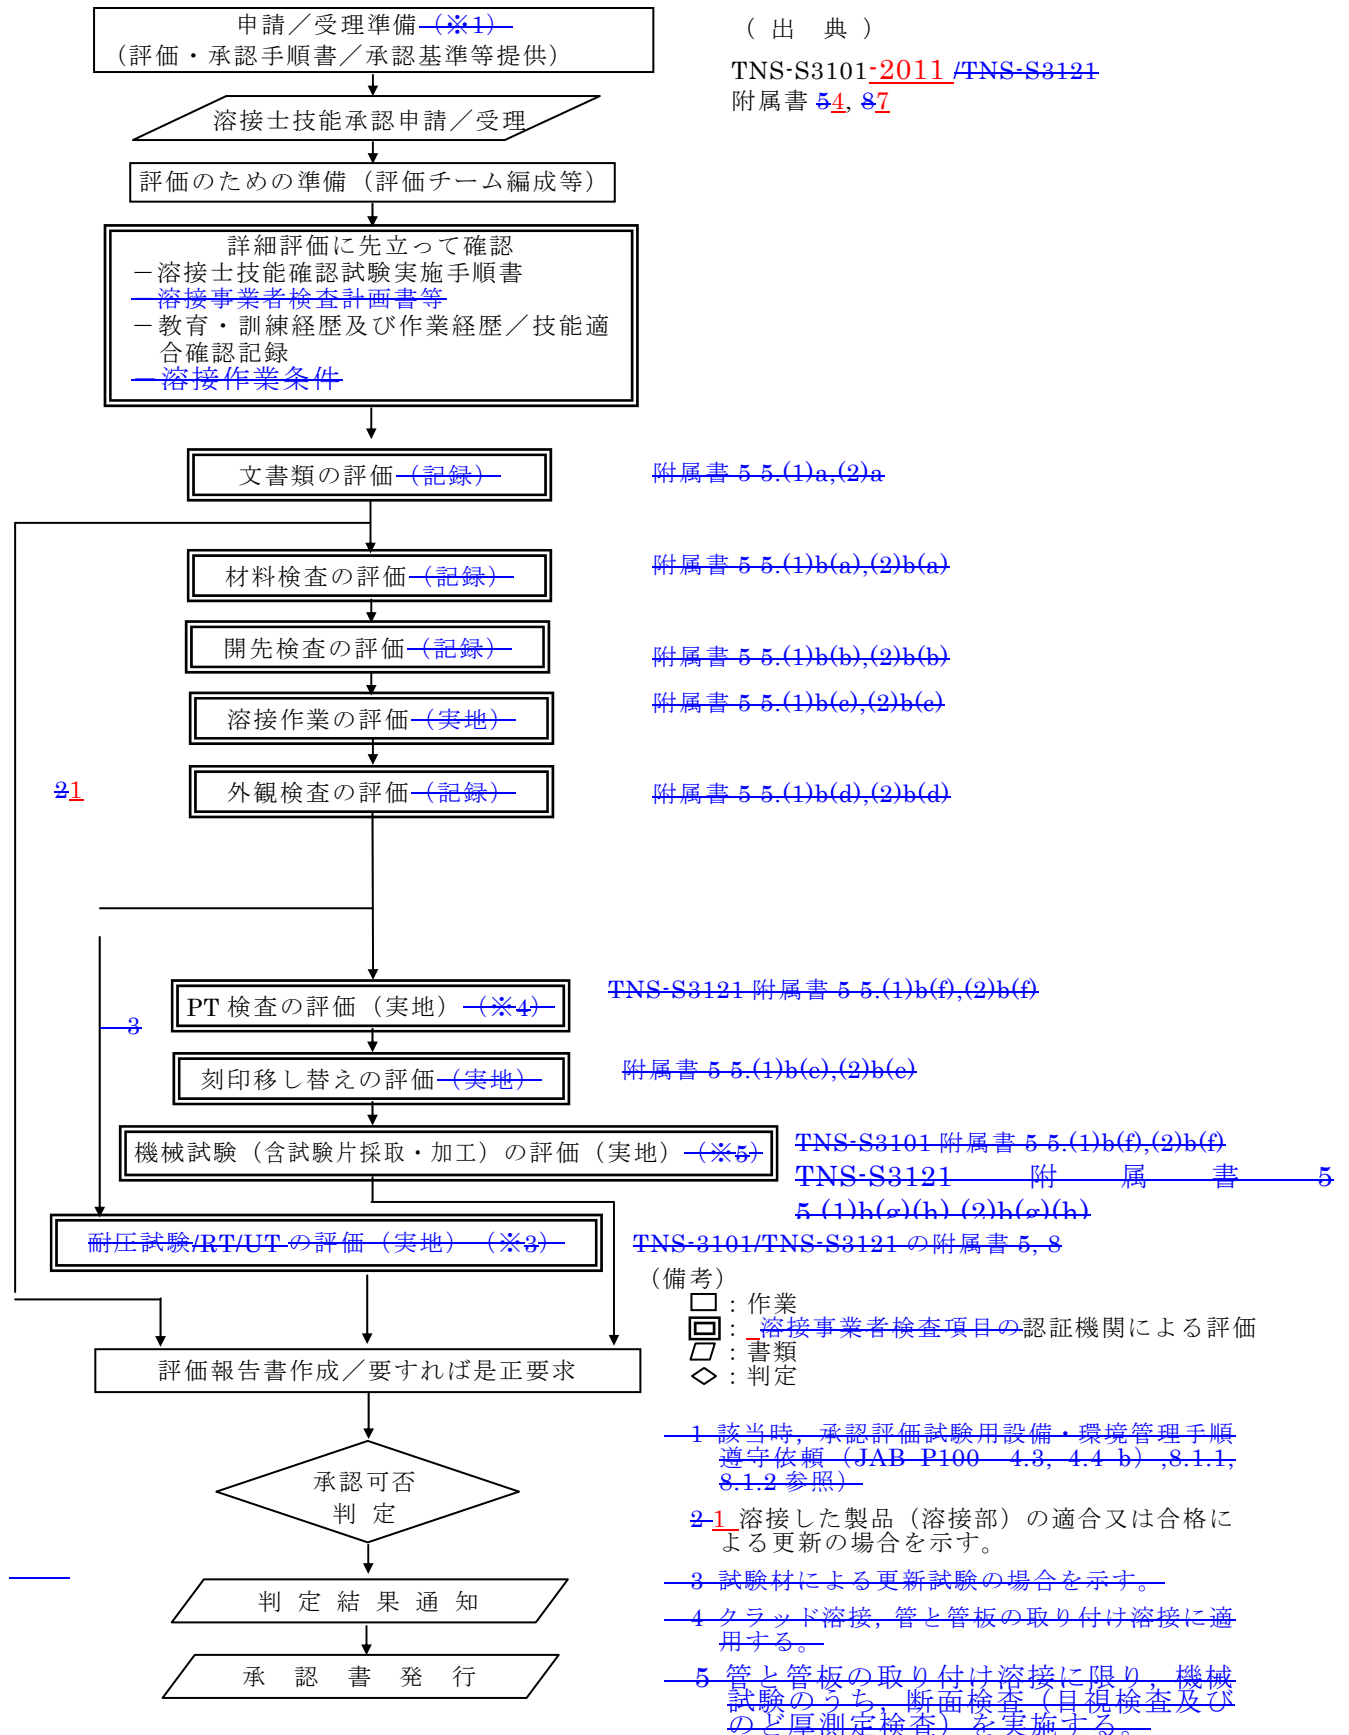 申請／受理準備（※1）
（評価・承認手順書／承認基準等提供）
（出　典）
TNS-S3101-2011 /TNS-S3121
附属書 54, 87
溶接士技能承認申請／受理
評価のための準備（評価チーム編成等）
詳細評価に先立って確認
－溶接士技能確認試験実施手順書
－溶接事業者検査計画書等
－教育・訓練経歴及び作業経歴／技能適
合確認記録
－溶接作業条件
文書類の評価（記録）
附属書 5 5.(1)a,(2)a
材料検査の評価（記録）
附属書 5 5.(1)b(a),(2)b(a)
開先検査の評価（記録）
附属書 5 5.(1)b(b),(2)b(b)
溶接作業の評価（実地）
附属書 5 5.(1)b(c),(2)b(c)
21
外観検査の評価（記録）
附属書 5 5.(1)b(d),(2)b(d)
PT 検査の評価（実地）（※4）
TNS-S3121 附属書 5 5.(1)b(f),(2)b(f)
3
刻印移し替えの評価（実地）
附属書 5 5.(1)b(e),(2)b(e)
機械試験（含試験片採取・加工）の評価（実地）（※5）
TNS-S3101 附属書 5 5.(1)b(f),(2)b(f)
TNS-S3121 附 属 書 5
5.(1)b(g)(h),(2)b(g)(h)
耐圧試験/RT/UT の評価（実地）（※3）
TNS-3101/TNS-S3121 の附属書 5, 8
（備考）
：作業
： 溶接事業者検査項目の認証機関による評価
：書類
：判定
評価報告書作成／要すれば是正要求
承認可否
判 定
判 定 結 果 通 知
承 認 書 発 行
1 該当時，承認評価試験用設備・環境管理手順
遵守依頼（JAB P100 4.3, 4.4 b）,8.1.1,
8.1.2 参照）
2 1 溶接した製品（溶接部）の適合又は合格に
よる更新の場合を示す。
3 試験材による更新試験の場合を示す。
4 クラッド溶接，管と管板の取り付け溶接に適
用する。
5 管と管板の取り付け溶接に限り，機械
試験のうち，断面検査（目視検査及び
のど厚測定検査）を実施する。